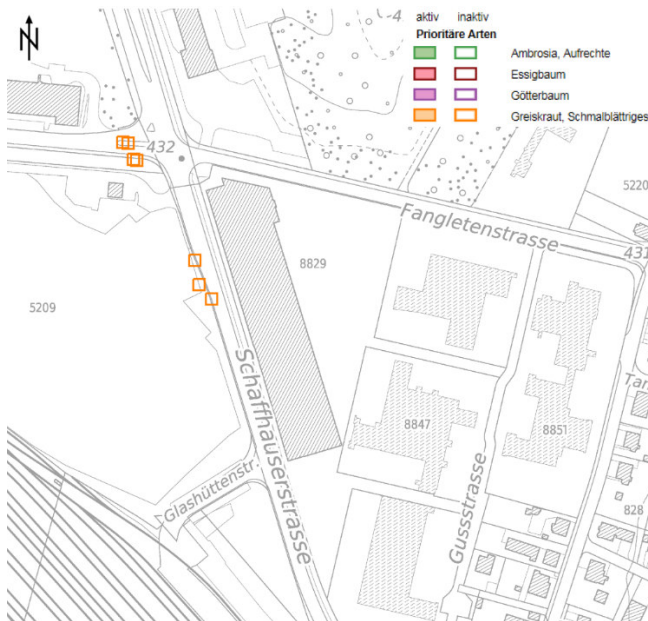 N
aktiv inaktiv
Prioritäre Arten
Ambrosia, Aufrechte
Essigbaum
Götterbaum
Greiskraut, Schmalblättriges
432
Fangletenstrasse
5220
431
8829
5209
Schaffhauserstrasse
8847
8851
Glashüttenstr.
Gussstrasse
828